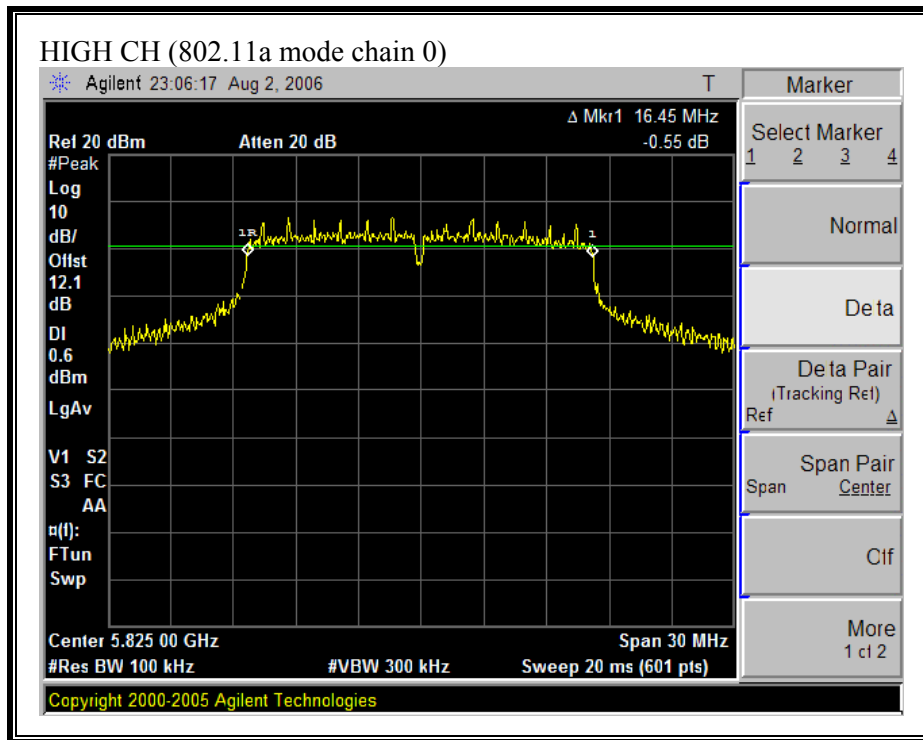 HIGH CH (802.11a mode chain 0)
Agilent 23:06:17 Aug 2, 2006 T
Δ Mkr1 16.45 MHz
Ref 20 dBm Atten 20 dB -0.55 dB
#Peak
Log
10
dB/
Offst
12.1
dB
DI
0.6
dBm
LgAv
V1 S2
S3 FC
AA
¤(f):
FTun
Swp
1R
1
Center 5.825 00 GHz Span 30 MHz
#Res BW 100 kHz #VBW 300 kHz Sweep 20 ms (601 pts)
Copyright 2000-2005 Agilent Technologies
Marker
Select Marker
1 2 3 4
Normal
Delta
Delta Pair
(Tracking Ref)
Ref Δ
Span Pair
Span Center
Off
More
1 of 2